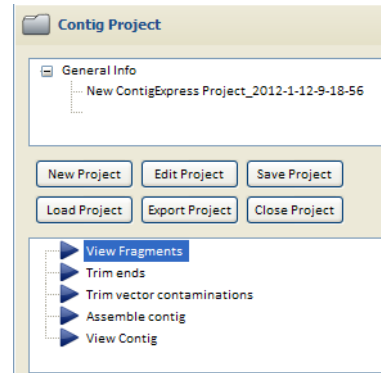 Contig Project
General Info
New ContigExpress Project_2012-1-12-9-18-56
New Project Edit Project Save Project
Load Project Export Project Close Project
View Fragments
Trim ends
Trim vector contaminations
Assemble contig
View Contig